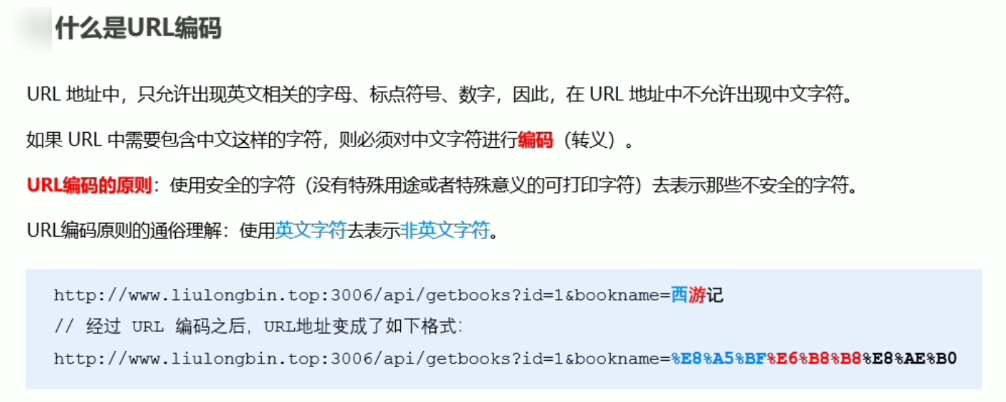 什么是URL编码
URL 地址中，只允许出现英文相关的字母、标点符号、数字，因此，在 URL 地址中不允许出现中文字符。
如果 URL 中需要包含中文这样的字符，则必须对中文字符进行编码（转义）。
URL编码的原则：使用安全的字符（没有特殊用途或者特殊意义的可打印字符）去表示那些不安全的字符。
URL编码原则的通俗理解：使用英文字符去表示非英文字符。
http://www.liulongbin.top:3006/api/getbooks?id=1&bookname=西游记
// 经过 URL 编码之后，URL地址变成了如下格式：
http://www.liulongbin.top:3006/api/getbooks?id=1&bookname=%E8%A5%BF%E6%B8%B8%E8%AE%B0